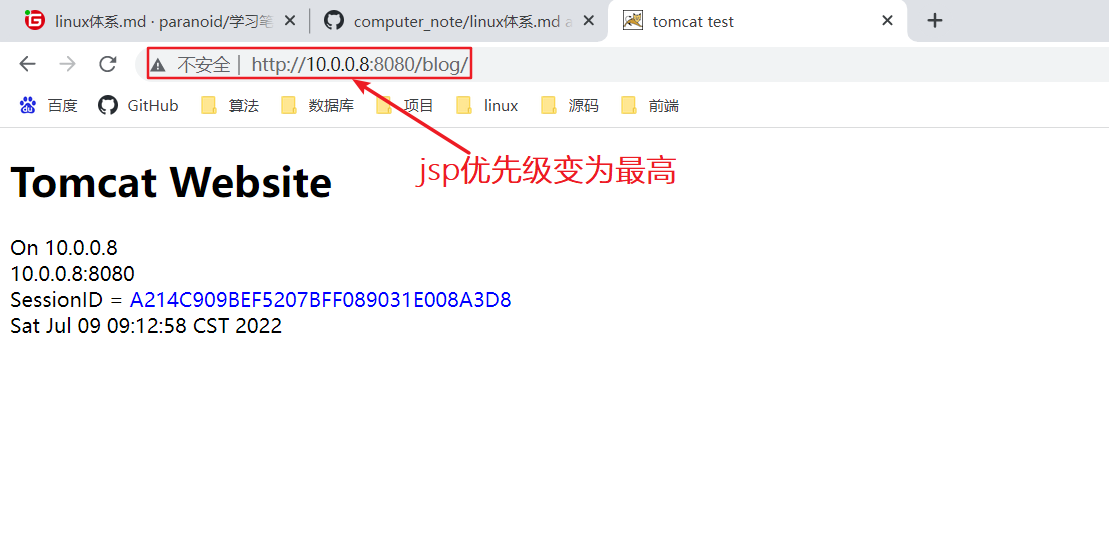 linux体系.md · paranoid/学习笔
computer_note/linux体系.md a
tomcat test
不安全 | http://10.0.0.8:8080/blog/
百度 GitHub 算法 数据库 项目 linux 源码 前端
jsp优先级变为最高
Tomcat Website
On 10.0.0.8
10.0.0.8:8080
SessionID = A214C909BEF5207BFF089031E008A3D8
Sat Jul 09 09:12:58 CST 2022